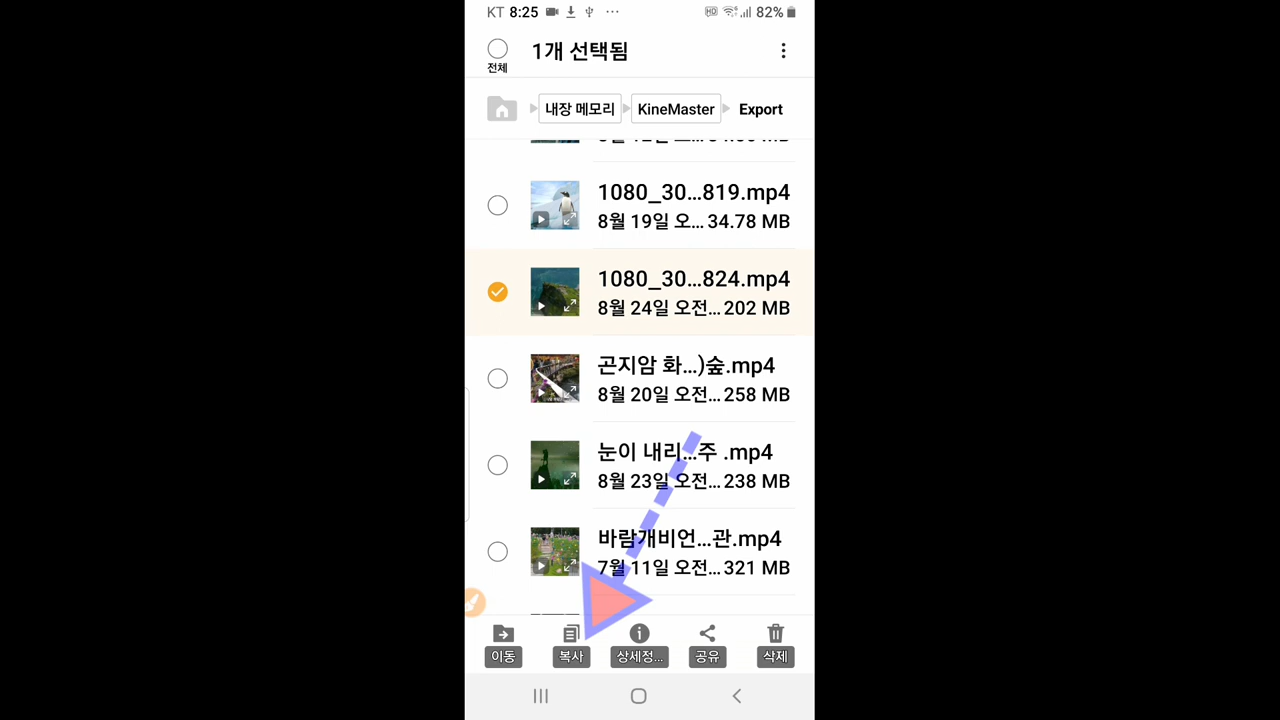 KT 8:25 82%
전체
1개 선택됨
내장 메모리 KineMaster Export
1080_30...819.mp4
8월 19일 오... 34.78 MB
1080_30...824.mp4
8월 24일 오전... 202 MB
곤지암 화...)숲.mp4
8월 20일 오전... 258 MB
눈이 내리...주 .mp4
8월 23일 오전... 238 MB
바람개비언...관.mp4
7월 11일 오전... 321 MB
이동 복사 상세정... 공유 삭제